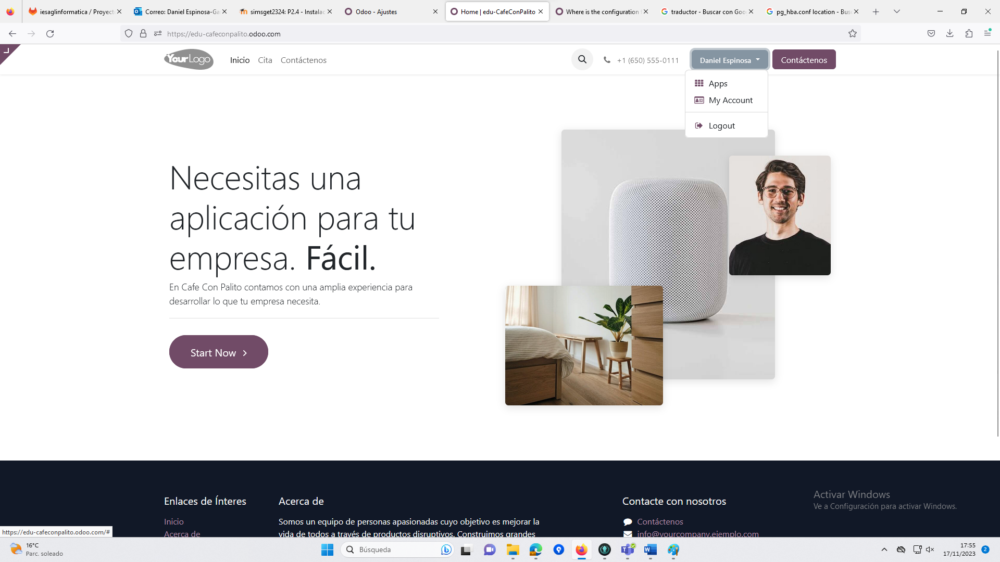 iesaglinformatica / Proyect
Correo: Daniel Espinosa-Ga
simsget2324: P2.4 - Instalac
Odoo - Ajustes
Home | edu-CafeConPalito
Where is the configuration
traductor - Buscar con Goo
pg_hba.conf location - Bus
https://edu-cafeconpalito.odoo.com
YourLogo
Inicio
Cita
Contáctenos
+1 (650) 555-0111
Daniel Espinosa
Contáctenos
Apps
My Account
Logout
Necesitas una
aplicación para tu
empresa. Fácil.
En Cafe Con Palito contamos con una amplia experiencia para
desarrollar lo que tu empresa necesita.
Start Now
Enlaces de Ínteres
Acerca de
Contacte con nosotros
Activar Windows
Ve a Configuración para activar Windows.
Inicio
Somos un equipo de personas apasionadas cuyo objetivo es mejorar la
Contáctenos
Acerca de
vida de todos a través de productos disruptivos. Construimos grandes
info@yourcompany.ejemplo.com
https://edu-cafeconpalito.odoo.com/#
16°C
Parc. soleado
Búsqueda
17:55
17/11/2023
2